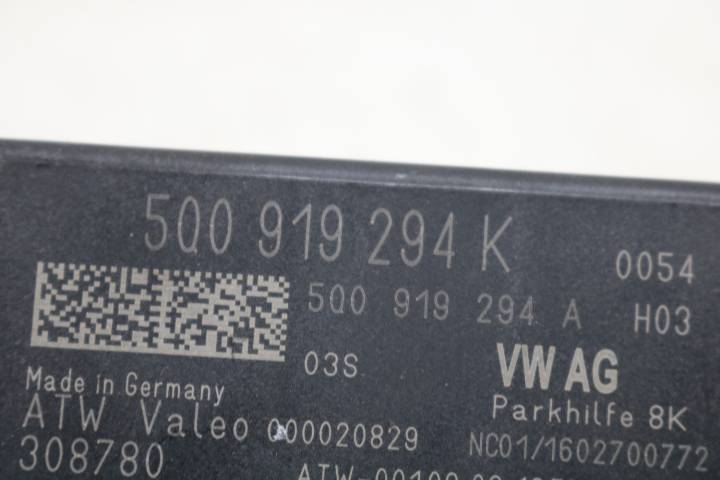 5Q0 919 294 K 0054
5Q0 919 294 A H03
03S VW AG
Made in Germany Parkhilfe 8K
ATW Valeo 000020829 NC01/1602700772
308780